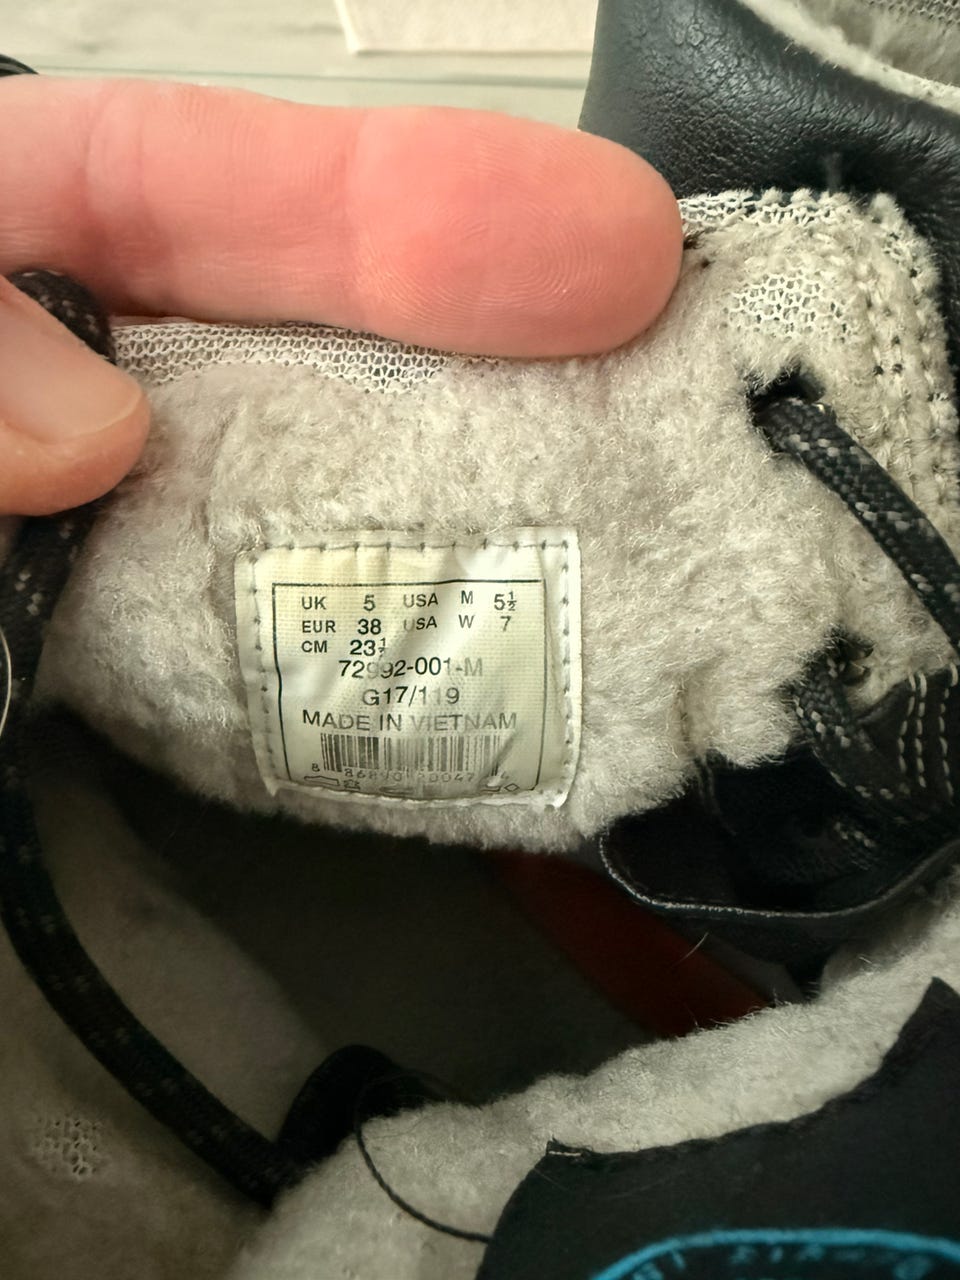 UK 5 USA M 5½
EUR 38 USA W 7
CM 23½
72992-001-M
G17/119
MADE IN VIETNAM